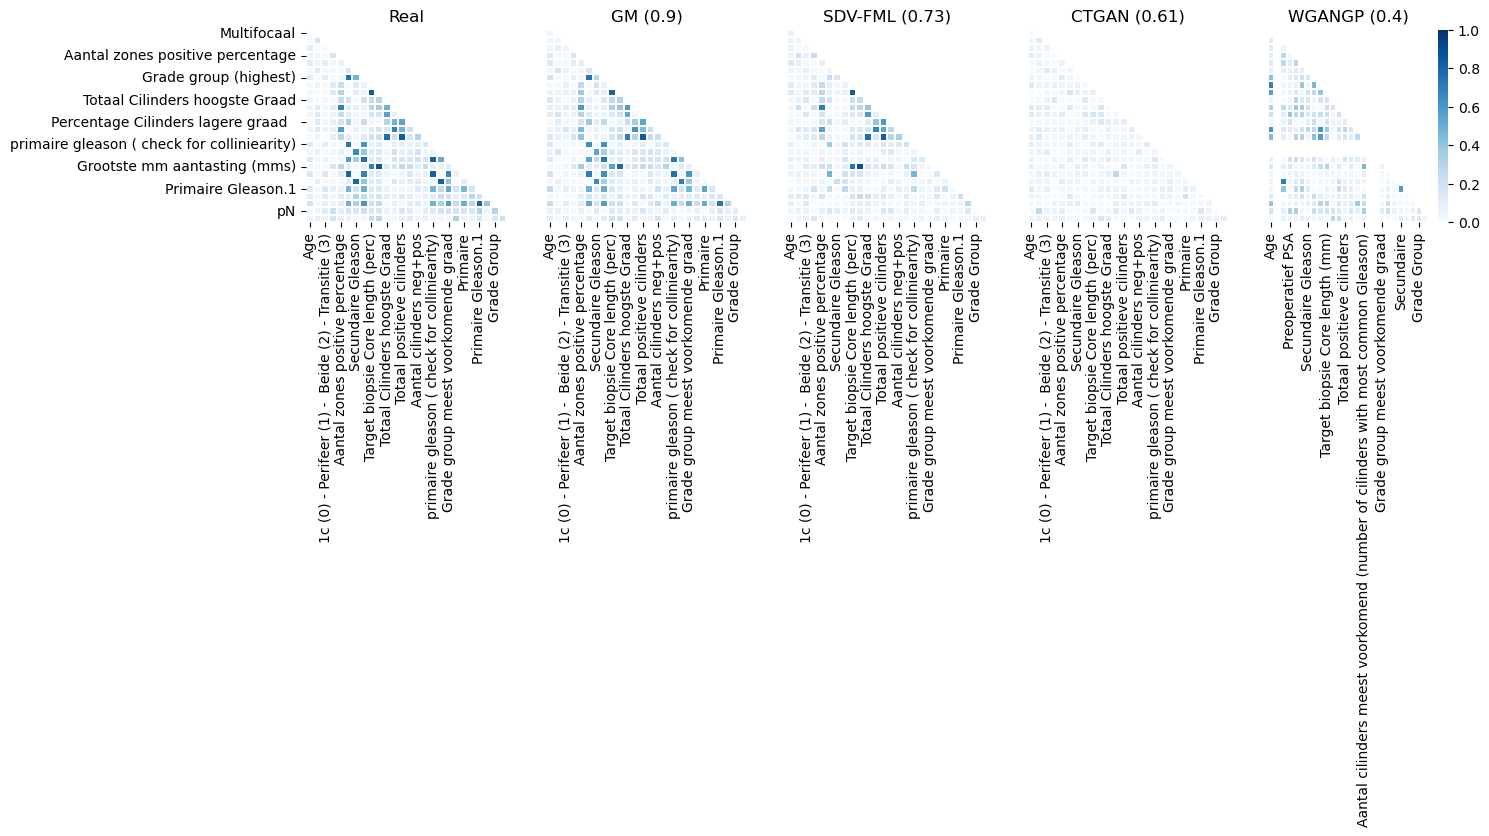 Real
GM (0.9)
SDV-FML (0.73)
CTGAN (0.61)
WGANGP (0.4)
Multifocaal
Aantal zones positive percentage
Grade group (highest)
Totaal Cilinders hoogste Graad
Percentage Cilinders lagere graad
primaire gleason ( check for colliniearity)
Grootste mm aantasting (mms)
Primaire Gleason.1
pN
1.0
0.8
0.6
0.4
0.2
0.0
Age
1c (0) - Perifeer (1) -  Beide (2) - Transitie (3)
Aantal zones positive percentage
Secundaire Gleason
Target biopsie Core length (perc)
Totaal Cilinders hoogste Graad
Totaal positieve cilinders
Aantal cilinders neg+pos
primaire gleason ( check for colliniearity)
Grade group meest voorkomende graad
Primaire
Primaire Gleason.1
Grade Group
Age
1c (0) - Perifeer (1) -  Beide (2) - Transitie (3)
Aantal zones positive percentage
Secundaire Gleason
Target biopsie Core length (perc)
Totaal Cilinders hoogste Graad
Totaal positieve cilinders
Aantal cilinders neg+pos
primaire gleason ( check for colliniearity)
Grade group meest voorkomende graad
Primaire
Primaire Gleason.1
Grade Group
Age
1c (0) - Perifeer (1) -  Beide (2) - Transitie (3)
Aantal zones positive percentage
Secundaire Gleason
Target biopsie Core length (perc)
Totaal Cilinders hoogste Graad
Totaal positieve cilinders
Aantal cilinders neg+pos
primaire gleason ( check for colliniearity)
Grade group meest voorkomende graad
Primaire
Primaire Gleason.1
Grade Group
Age
1c (0) - Perifeer (1) -  Beide (2) - Transitie (3)
Aantal zones positive percentage
Secundaire Gleason
Target biopsie Core length (perc)
Totaal Cilinders hoogste Graad
Totaal positieve cilinders
Aantal cilinders neg+pos
primaire gleason ( check for colliniearity)
Grade group meest voorkomende graad
Primaire
Primaire Gleason.1
Grade Group
Age
Preoperatief PSA
Secundaire Gleason
Target biopsie Core length (mm)
Totaal positieve cilinders
Aantal cilinders meest voorkomend (number of cilinders with most common Gleason)
Grade group meest voorkomende graad
Secundaire
Grade Group